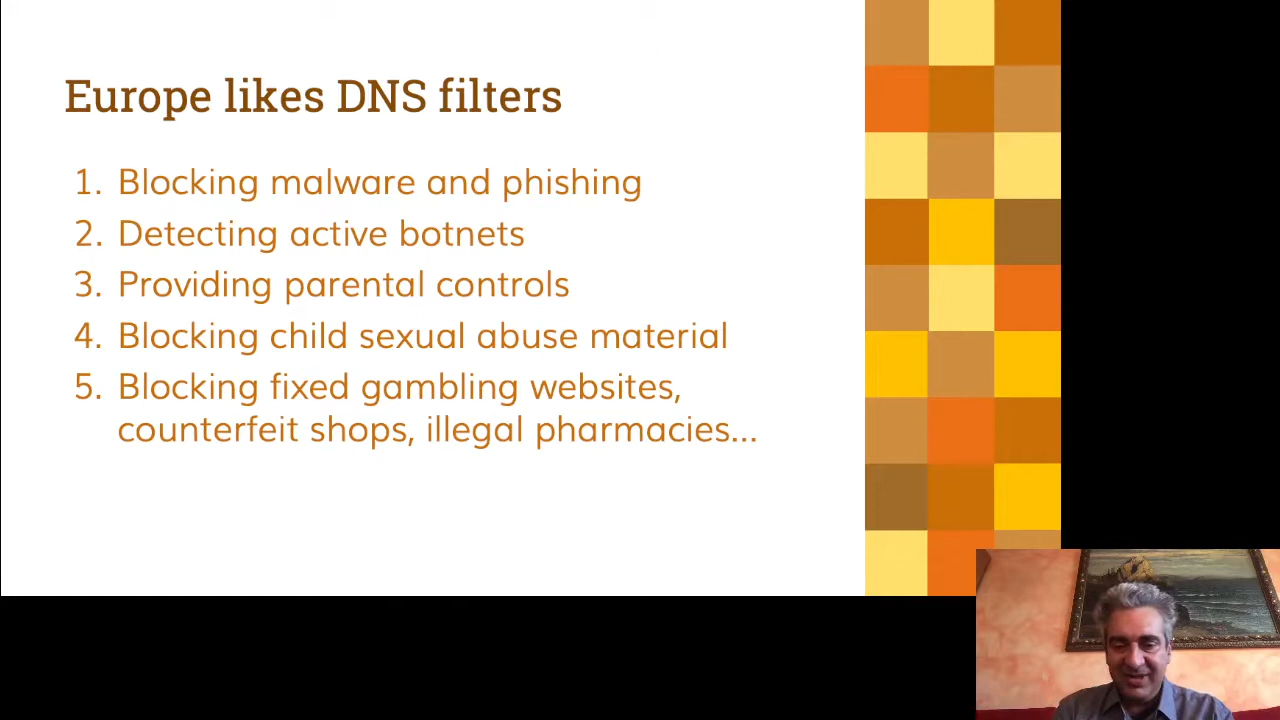 Europe likes DNS filters
1. Blocking malware and phishing
2. Detecting active botnets
3. Providing parental controls
4. Blocking child sexual abuse material
5. Blocking fixed gambling websites,
counterfeit shops, illegal pharmacies...